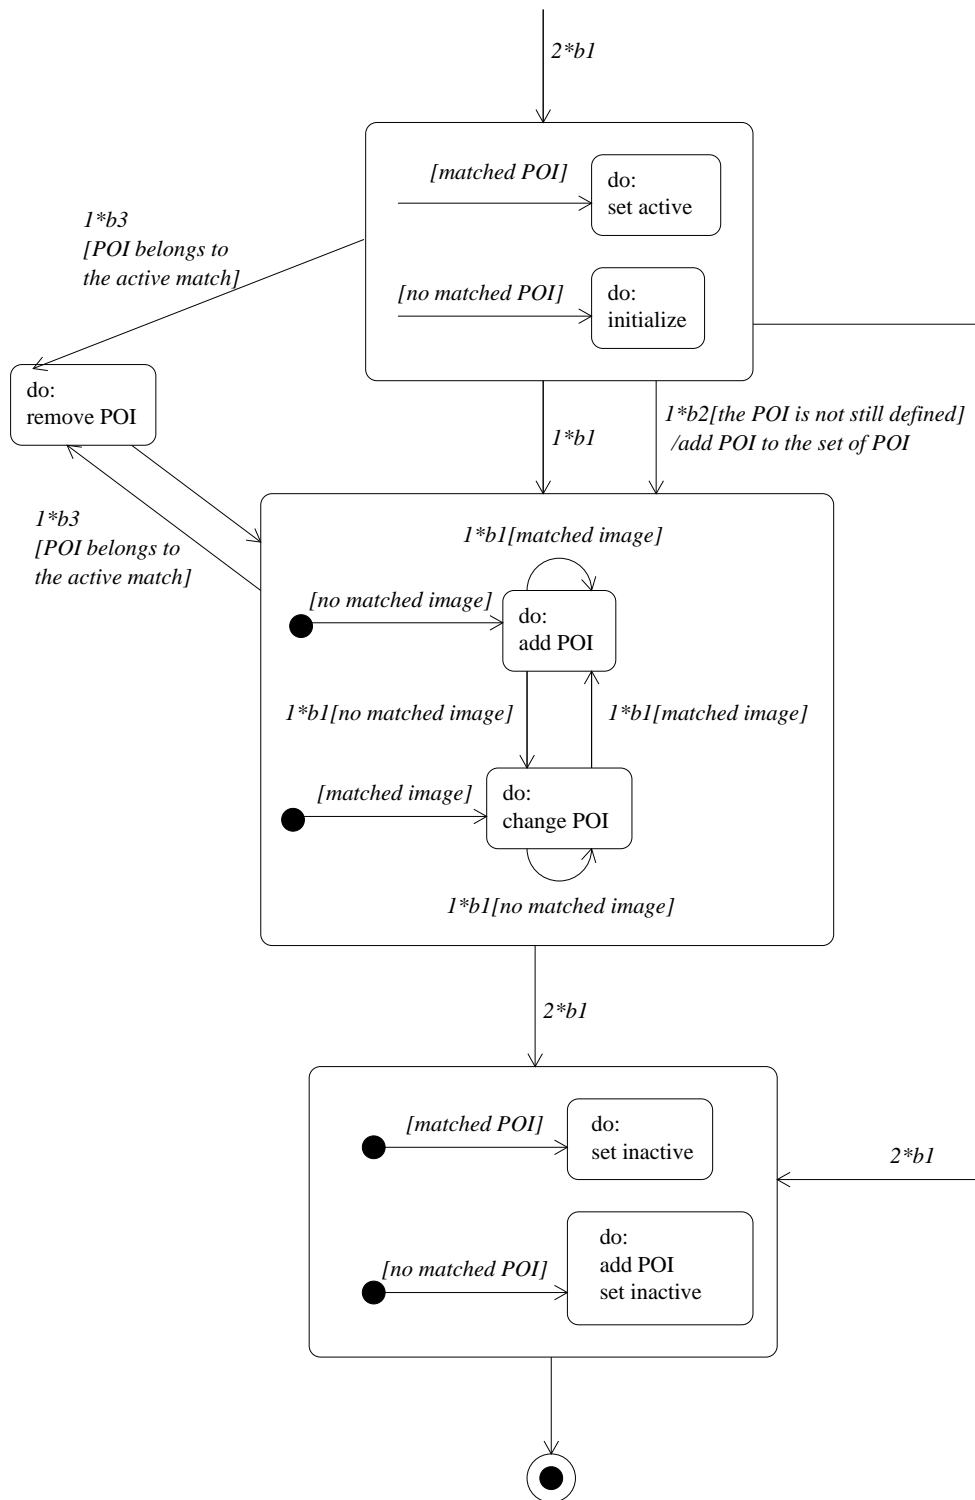 2*b1
[matched POI]
do:
set active
1*b3
[POI belongs to
the active match]
[no matched POI]
do:
initialize
do:
remove POI
1*b1
1*b2[the POI is not still defined]
/add POI to the set of POI
1*b3
[POI belongs to
the active match]
1*b1[matched image]
[no matched image]
do:
add POI
1*b1[no matched image]
1*b1[matched image]
[matched image]
do:
change POI
1*b1[no matched image]
2*b1
[matched POI]
do:
set inactive
2*b1
[no matched POI]
do:
add POI
set inactive